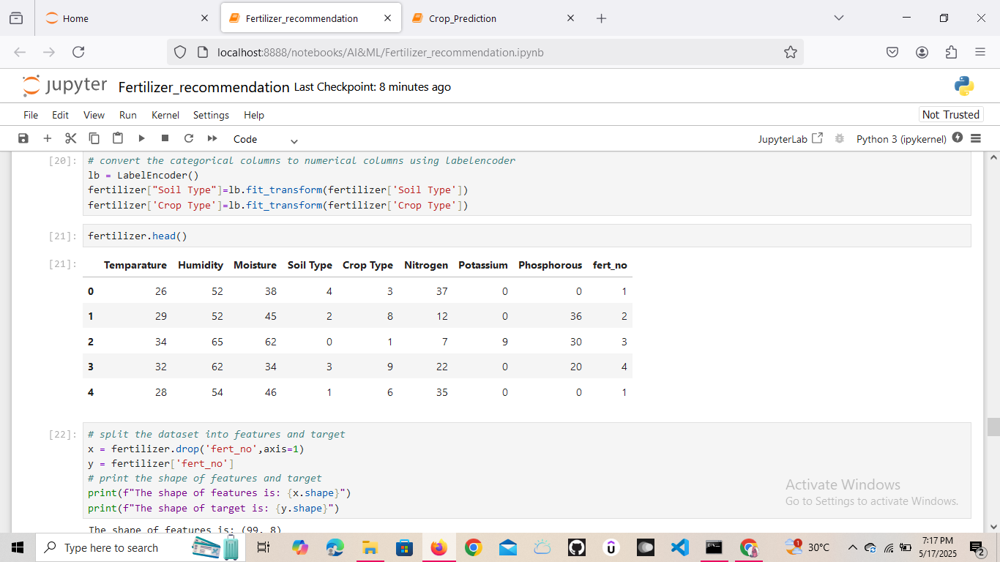 Home
Fertilizer_recommendation
Crop_Prediction
localhost:8888/notebooks/AI&ML/Fertilizer_recommendation.ipynb
jupyter Fertilizer_recommendation Last Checkpoint: 8 minutes ago
File Edit View Run Kernel Settings Help
Not Trusted
Code
JupyterLab
Python 3 (ipykernel)
[20]: # convert the categorical columns to numerical columns using labelencoder
lb = LabelEncoder()
fertilizer["Soil Type"]=lb.fit_transform(fertilizer['Soil Type'])
fertilizer['Crop Type']=lb.fit_transform(fertilizer['Crop Type'])
[21]: fertilizer.head()
[21]: Temparature Humidity Moisture Soil Type Crop Type Nitrogen Potassium Phosphorous fert_no
0 26 52 38 4 3 37 0 0 1
1 29 52 45 2 8 12 0 36 2
2 34 65 62 0 1 7 9 30 3
3 32 62 34 3 9 22 0 20 4
4 28 54 46 1 6 35 0 0 1
[22]: # split the dataset into features and target
x = fertilizer.drop('fert_no',axis=1)
y = fertilizer['fert_no']
# print the shape of features and target
print(f"The shape of features is: {x.shape}")
print(f"The shape of target is: {y.shape}")
The shape of features is: (99, 8)
Activate Windows
Go to Settings to activate Windows.
Type here to search
1
30°C
7:17 PM
5/17/2025
2